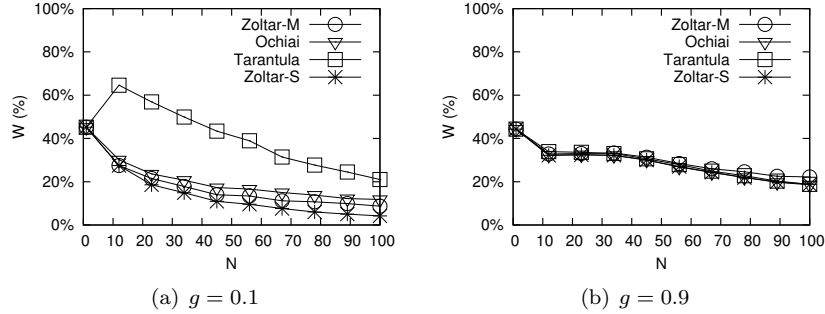 100%
80%
60%
40%
20%
0%
W (%)
0 10 20 30 40 50 60 70 80 90 100
N
Zoltar-M
Ochiai
Tarantula
Zoltar-S
(a) g = 0.1
100%
80%
60%
40%
20%
0%
W (%)
0 10 20 30 40 50 60 70 80 90 100
N
Zoltar-M
Ochiai
Tarantula
Zoltar-S
(b) g = 0.9